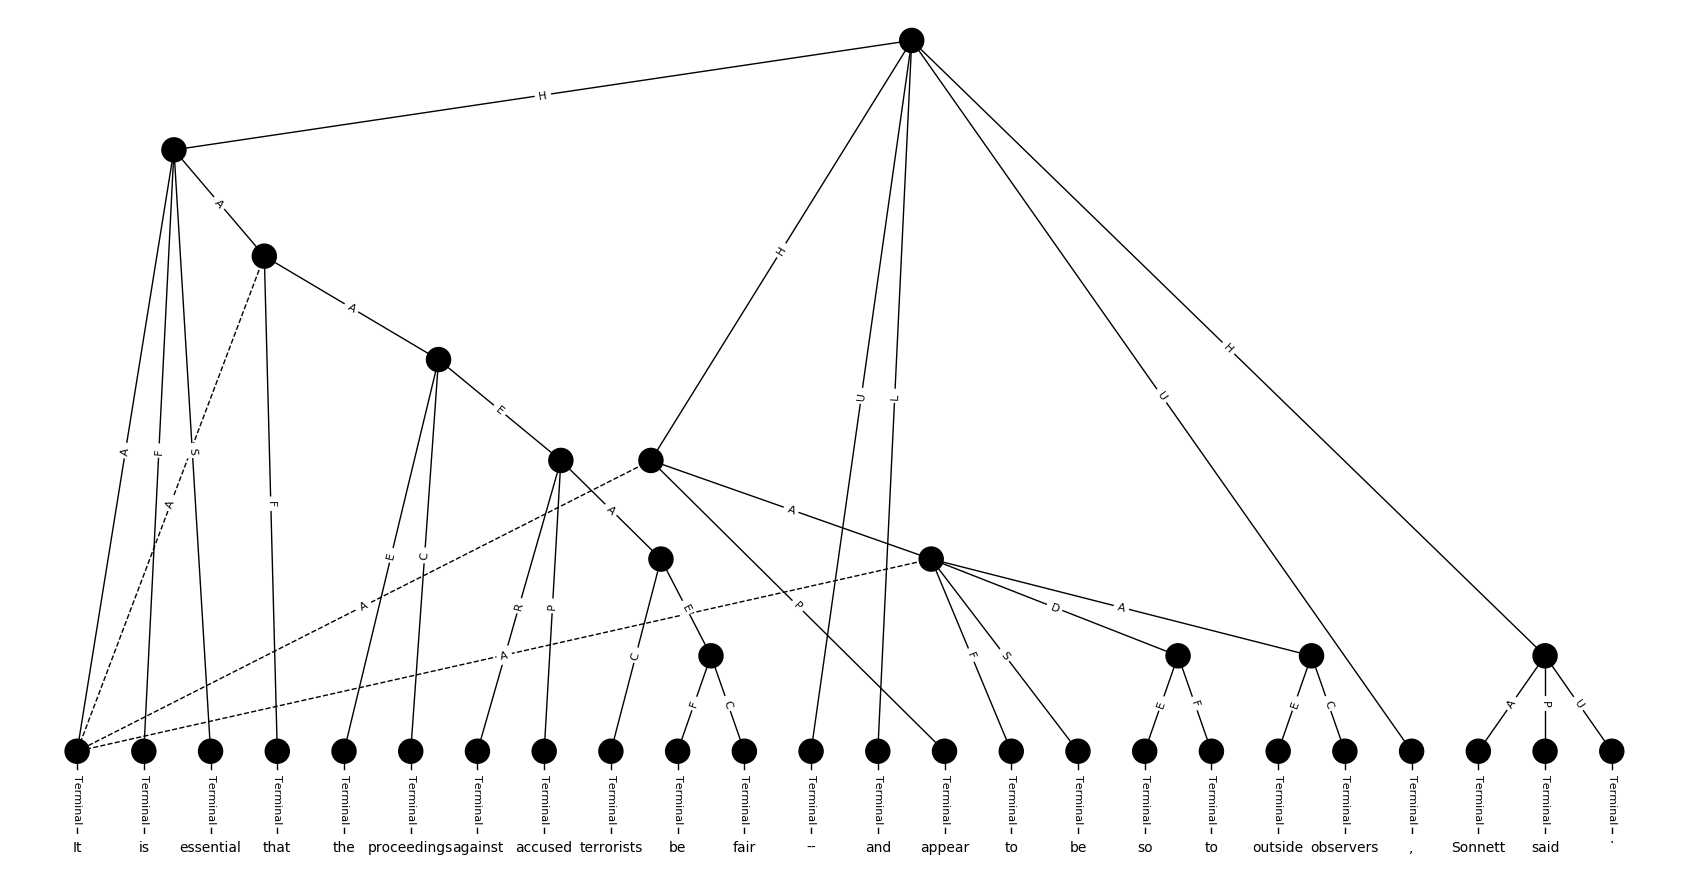 H
A
H
A
H
E
U
L
U
A
F
S
A
F
A
A
E
C
A
R
P
E
P
D
A
C
A
F
S
F
C
E
F
E
C
A
P
U
Terminal Terminal Terminal Terminal Terminal Terminal Terminal Terminal Terminal Terminal Terminal Terminal Terminal Terminal Terminal Terminal Terminal Terminal Terminal Terminal Terminal Terminal Terminal Terminal
It is essential that the proceedings against accused terrorists be fair -- and appear to be so to outside observers , Sonnett said .